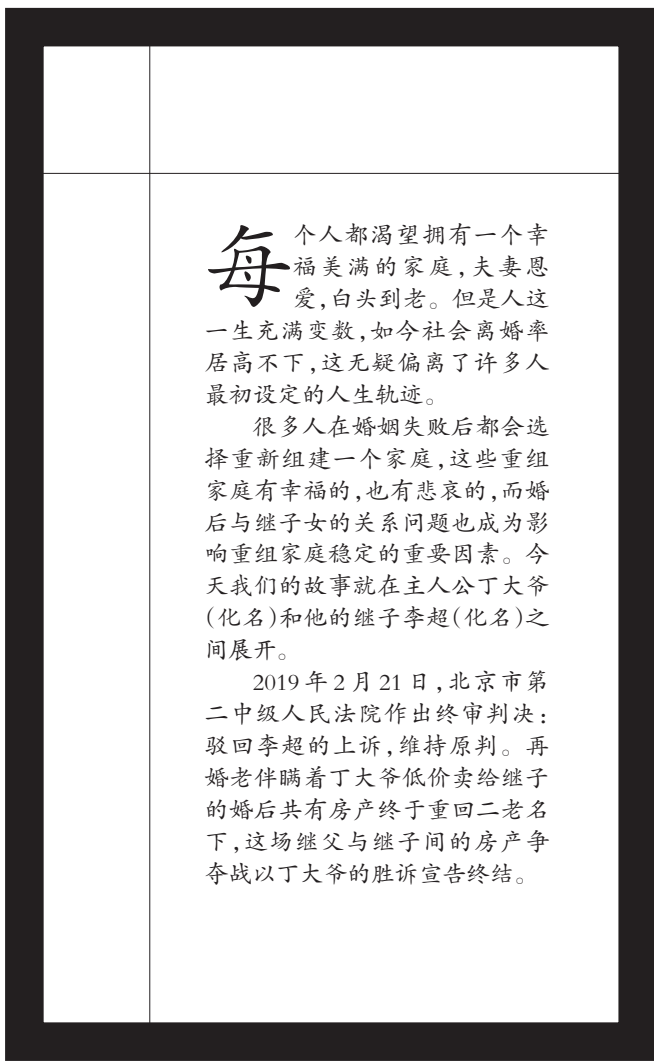 每个人都渴望拥有一个幸
福美满的家庭,夫妻恩
爱,白头到老。但是人这
一生充满变数,如今社会离婚率
居高不下,这无疑偏离了许多人
最初设定的人生轨迹。
很多人在婚姻失败后都会选
择重新组建一个家庭,这些重组
家庭有幸福的,也有悲哀的,而婚
后与继子女的关系问题也成为影
响重组家庭稳定的重要因素。今
天我们的故事就在主人公丁大爷
(化名)和他的继子李超(化名)之
间展开。
2019年2月21日,北京市第
二中级人民法院作出终审判决:
驳回李超的上诉,维持原判。再
婚老伴瞒着丁大爷低价卖给继子
的婚后共有房产终于重回二老名
下,这场继父与继子间的房产争
夺战以丁大爷的胜诉宣告终结。